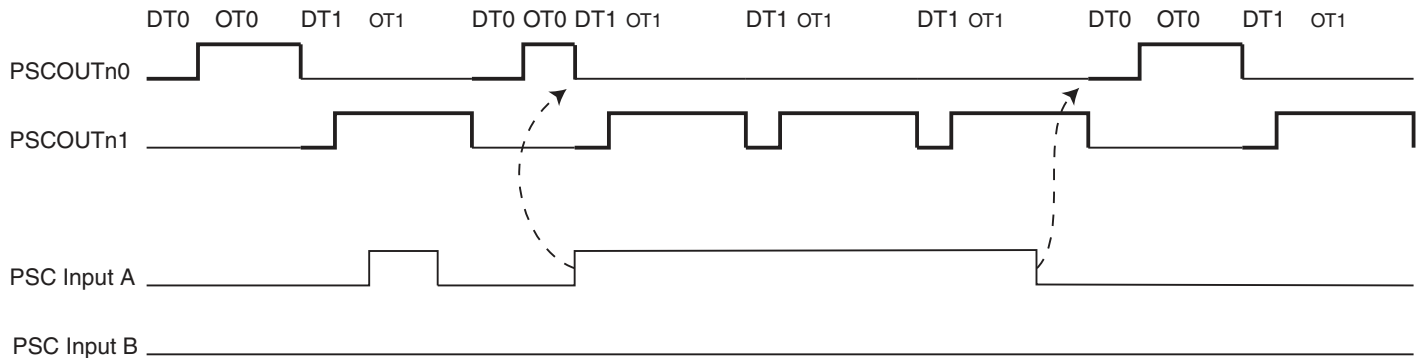 DT0 OT0 DT1 OT1 DT0 OT0 DT1 OT1 DT1 OT1 DT1 OT1 DT0 OT0 DT1 OT1
PSCOUTn0
PSCOUTn1
PSC Input A
PSC Input B